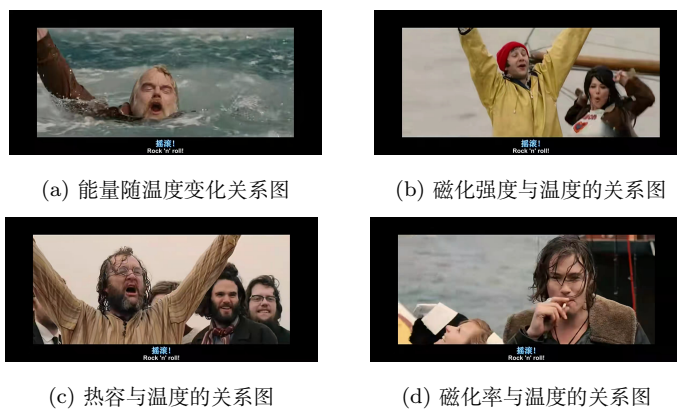 摇滚!
Rock 'n' roll!
摇滚!
Rock 'n' roll!
(a) 能量随温度变化关系图
(b) 磁化强度与温度的关系图
摇滚!
Rock 'n' roll!
摇滚!
Rock 'n' roll!
(c) 热容与温度的关系图
(d) 磁化率与温度的关系图